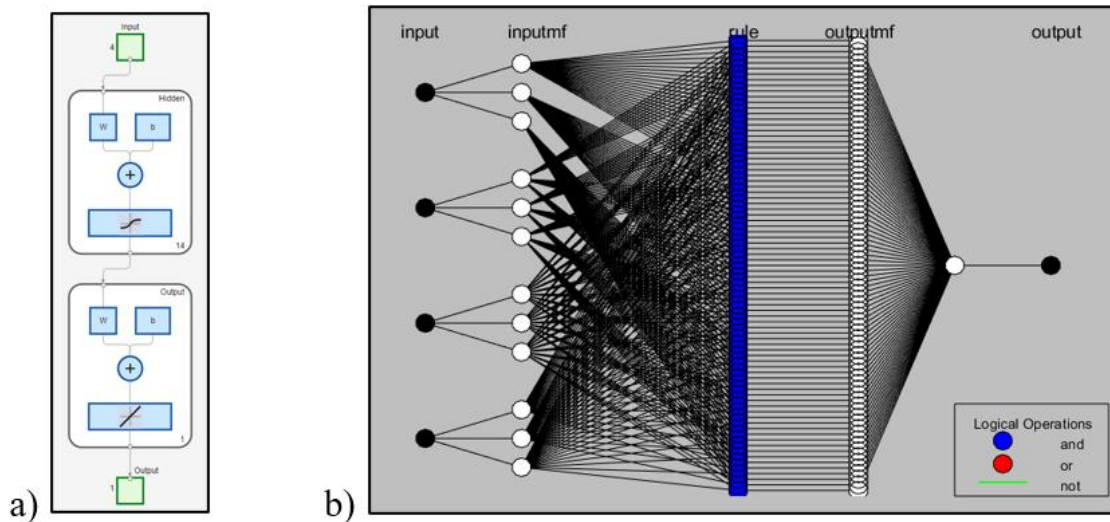 Input
4
Hidden
W
b
+
14
Output
W
b
+
1
Output
1
a)
input
inputmf
rule
outputmf
output
Logical Operations
and
or
not
b)